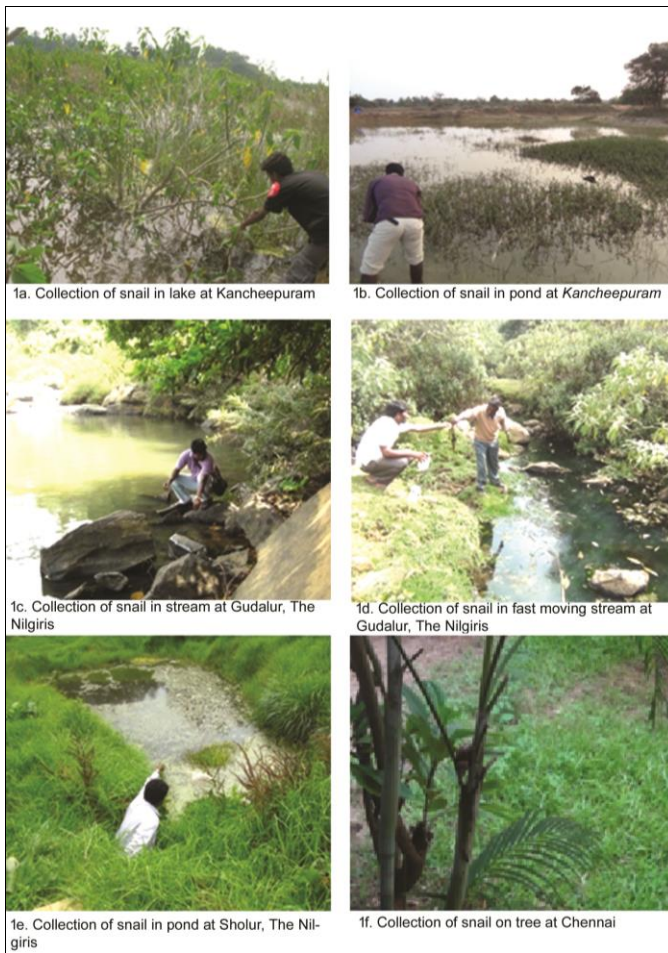 1a. Collection of snail in lake at Kancheepuram
1b. Collection of snail in pond at Kancheepuram
1c. Collection of snail in stream at Gudalur, The
Nilgiris
1d. Collection of snail in fast moving stream at
Gudalur, The Nilgiris
1e. Collection of snail in pond at Sholur, The Nil-
giris
1f. Collection of snail on tree at Chennai